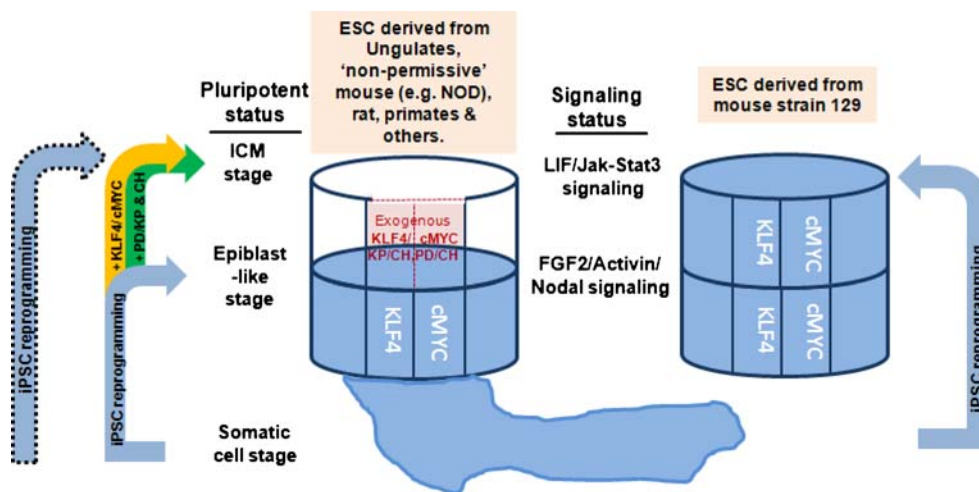 ESC derived from
Ungulates,
‘non-permissive’
mouse (e.g. NOD),
rat, primates &
others.
ESC derived from
mouse strain 129
Pluripotent
status
Signaling
status
ICM
stage
LIF/Jak-Stat3
signaling
Epiblast
-like
stage
FGF2/Activin/
Nodal signaling
Somatic
cell stage
iPSC reprogramming
iPSC reprogramming
+ KLF4/ cMYC
+ PD/KP & CH
Exogenous
KLF4/ cMYC
KP/CH, PD/CH
KLF4
cMYC
KLF4
cMYC
KLF4
cMYC
iPSC reprogramming